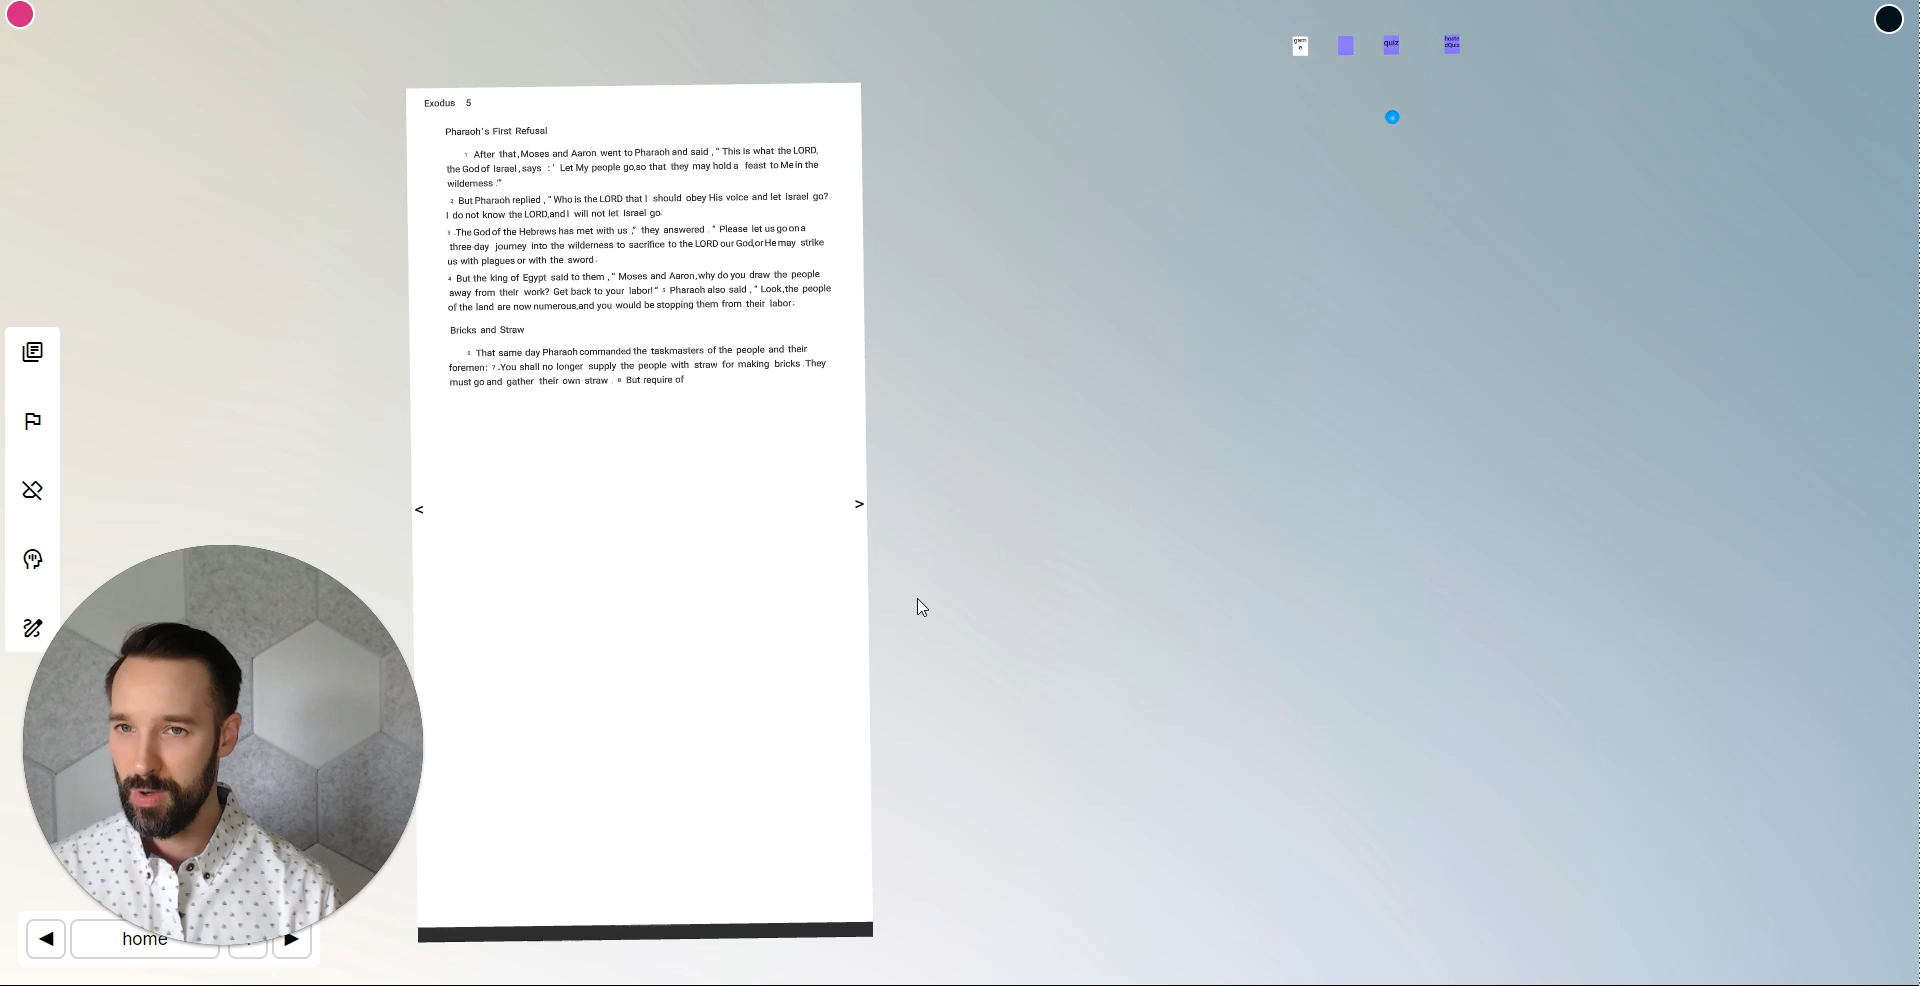 gam
e
quiz
hoste
dQuiz
Exodus 5
Pharaoh's First Refusal
1 After that, Moses and Aaron went to Pharaoh and said , “ This is what the LORD,
the God of Israel , says : ‘ Let My people go, so that they may hold a feast to Me in the
wilderness .’”
2 But Pharaoh replied , “ Who is the LORD that I should obey His voice and let Israel go?
I do not know the LORD, and I will not let Israel go.
3 .The God of the Hebrews has met with us ,” they answered . “ Please let us go on a
three-day journey into the wilderness to sacrifice to the LORD our God, or He may strike
us with plagues or with the sword .
4 But the king of Egypt said to them , “ Moses and Aaron, why do you draw the people
away from their work? Get back to your labor! ” 5 Pharaoh also said , “ Look, the people
of the land are now numerous, and you would be stopping them from their labor .
Bricks and Straw
6 That same day Pharaoh commanded the taskmasters of the people and their
foremen : 7 .You shall no longer supply the people with straw for making bricks . They
must go and gather their own straw . 8 But require of
< >
home